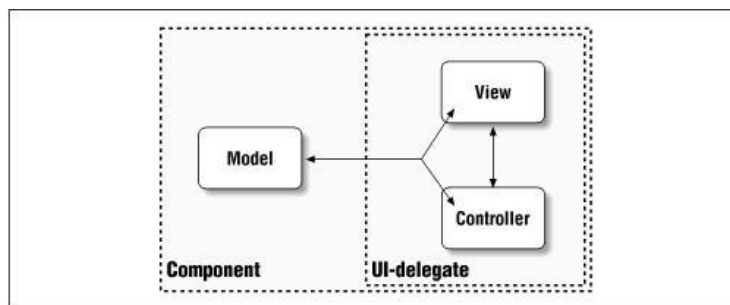 View
Model
Controller
Component
UI-delegate